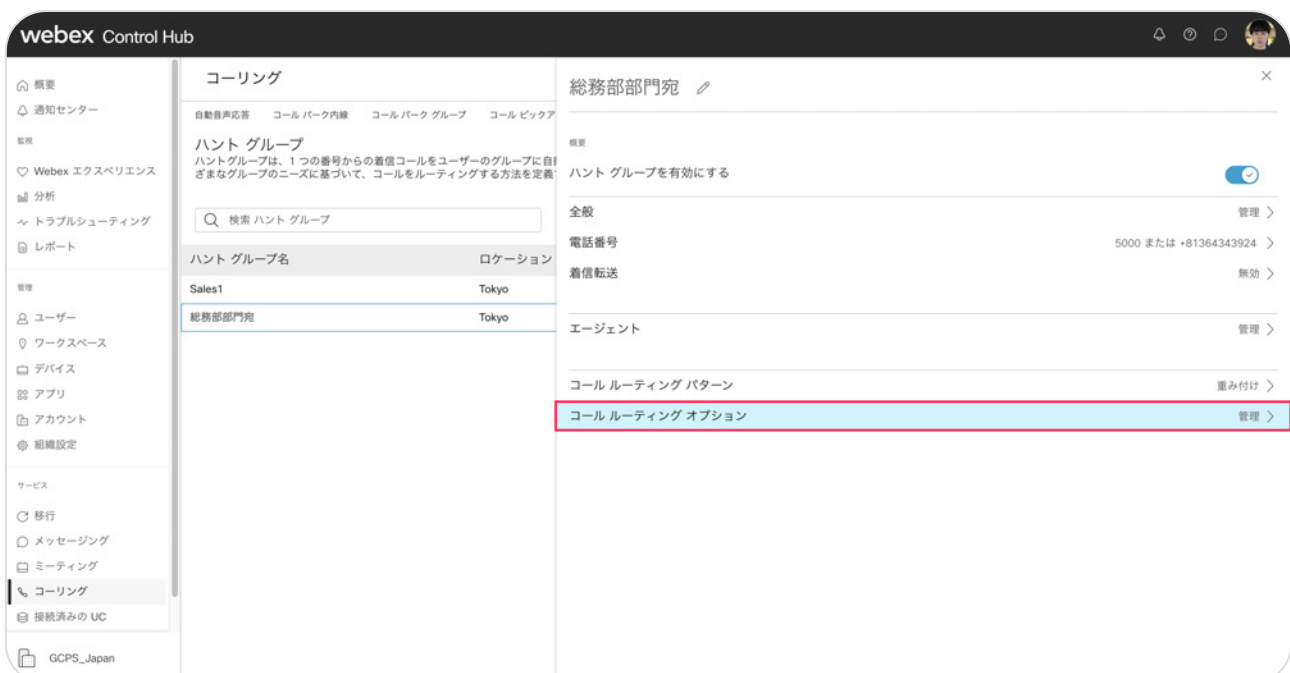 webex Control Hub
概要
通知センター
監視
Webex エクスペリエンス
分析
トラブルシューティング
レポート
管理
ユーザー
ワークスペース
デバイス
アプリ
アカウント
組織設定
サービス
移行
メッセージング
ミーティング
コーリング
接続済みの UC
GCPS_Japan
コーリング
自動音声応答 コール パーク内線 コール パーク グループ コール ピックア
ハント グループ
ハントグループは、1 つの番号からの着信コールをユーザーのグループに自
ざまなグループのニーズに基づいて、コールをルーティングする方法を定義
検索 ハント グループ
ハント グループ名 ロケーション
Sales1 Tokyo
総務部部門宛 Tokyo
総務部部門宛
概要
ハント グループを有効にする
全般 管理
電話番号 5000 または +81364343924
着信転送 無効
エージェント 管理
コール ルーティング パターン 重み付け
コール ルーティング オプション 管理